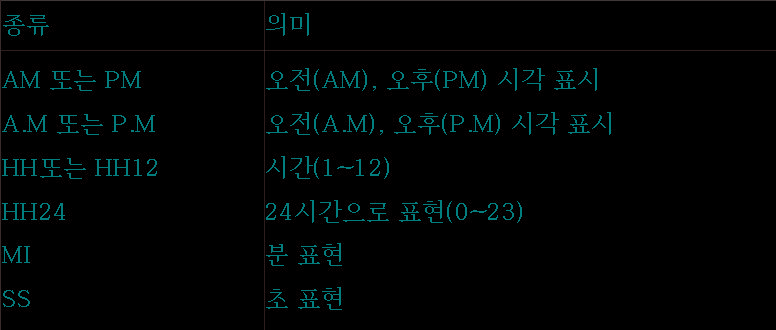 종류 의미
AM 또는 PM 오전(AM), 오후(PM) 시각 표시
A.M 또는 P.M 오전(A.M), 오후(P.M) 시각 표시
HH또는 HH12 시간(1~12)
HH24 24시간으로 표현(0~23)
MI 분 표현
SS 초 표현